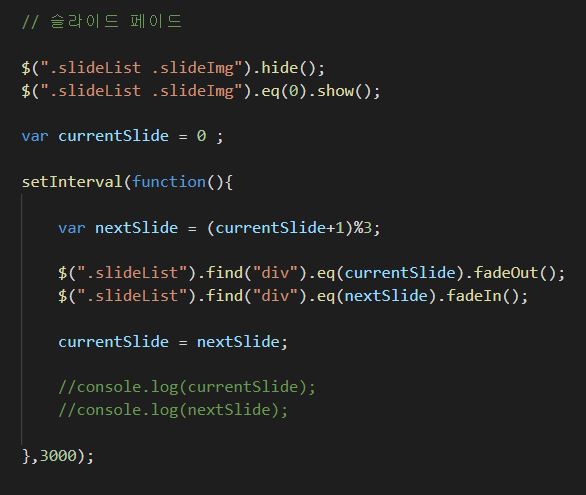 // 슬라이드 페이드
$(".slideList .slideImg").hide();
$(".slideList .slideImg").eq(0).show();
var currentSlide = 0 ;
setInterval(function(){
var nextSlide = (currentSlide+1)%3;
$(".slideList").find("div").eq(currentSlide).fadeOut();
$(".slideList").find("div").eq(nextSlide).fadeIn();
currentSlide = nextSlide;
//console.log(currentSlide);
//console.log(nextSlide);
},3000);